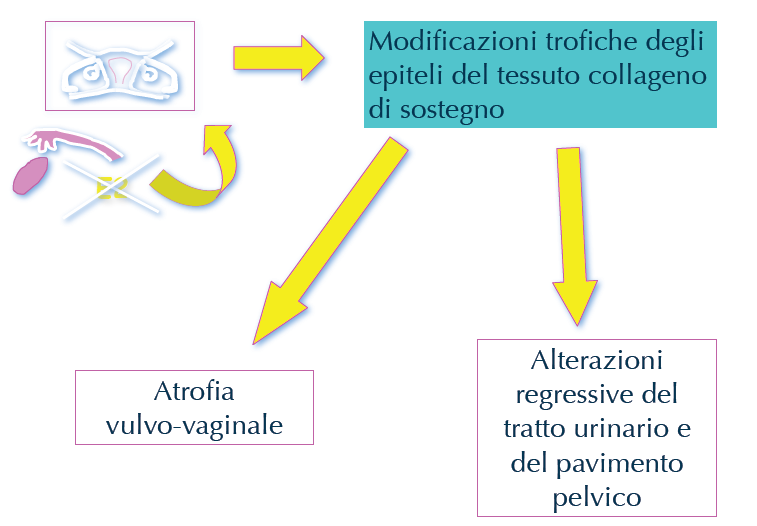 Modificazioni trofiche degli
epiteli del tessuto collageno
di sostegno
Atrofia
vulvo-vaginale
Alterazioni
regressive del
tratto urinario e
del pavimento
pelvico